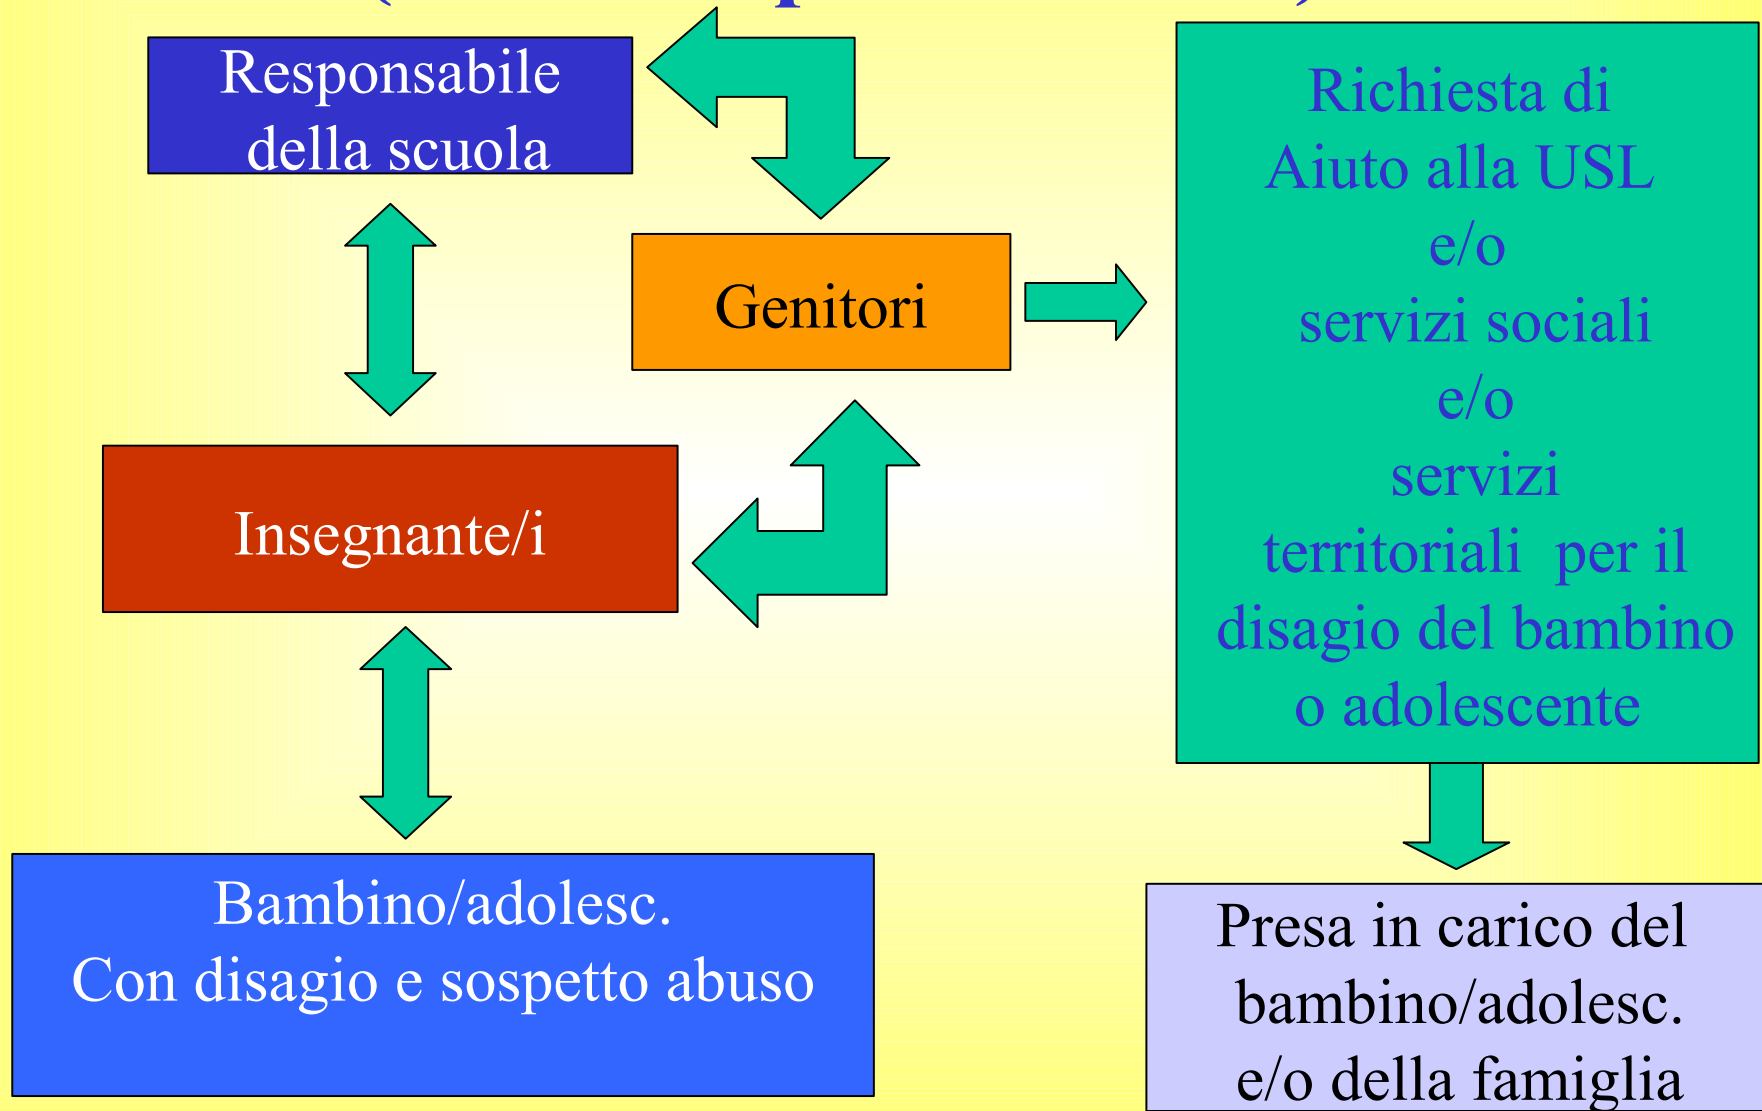 Responsabile
della scuola
Genitori
Insegnante/i
Bambino/adolesc.
Con disagio e sospetto abuso
Richiesta di
Aiuto alla USL
e/o
servizi sociali
e/o
servizi
territoriali  per il
disagio del bambino
o adolescente
Presa in carico del
bambino/adolesc.
e/o della famiglia